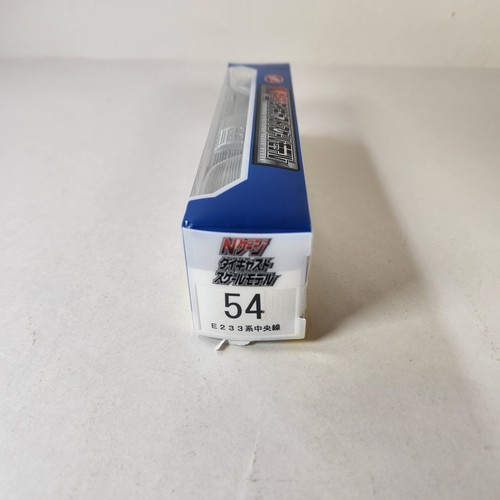 Nゲージ
ダイキャスト
スケールモデル
54
E233系中央線